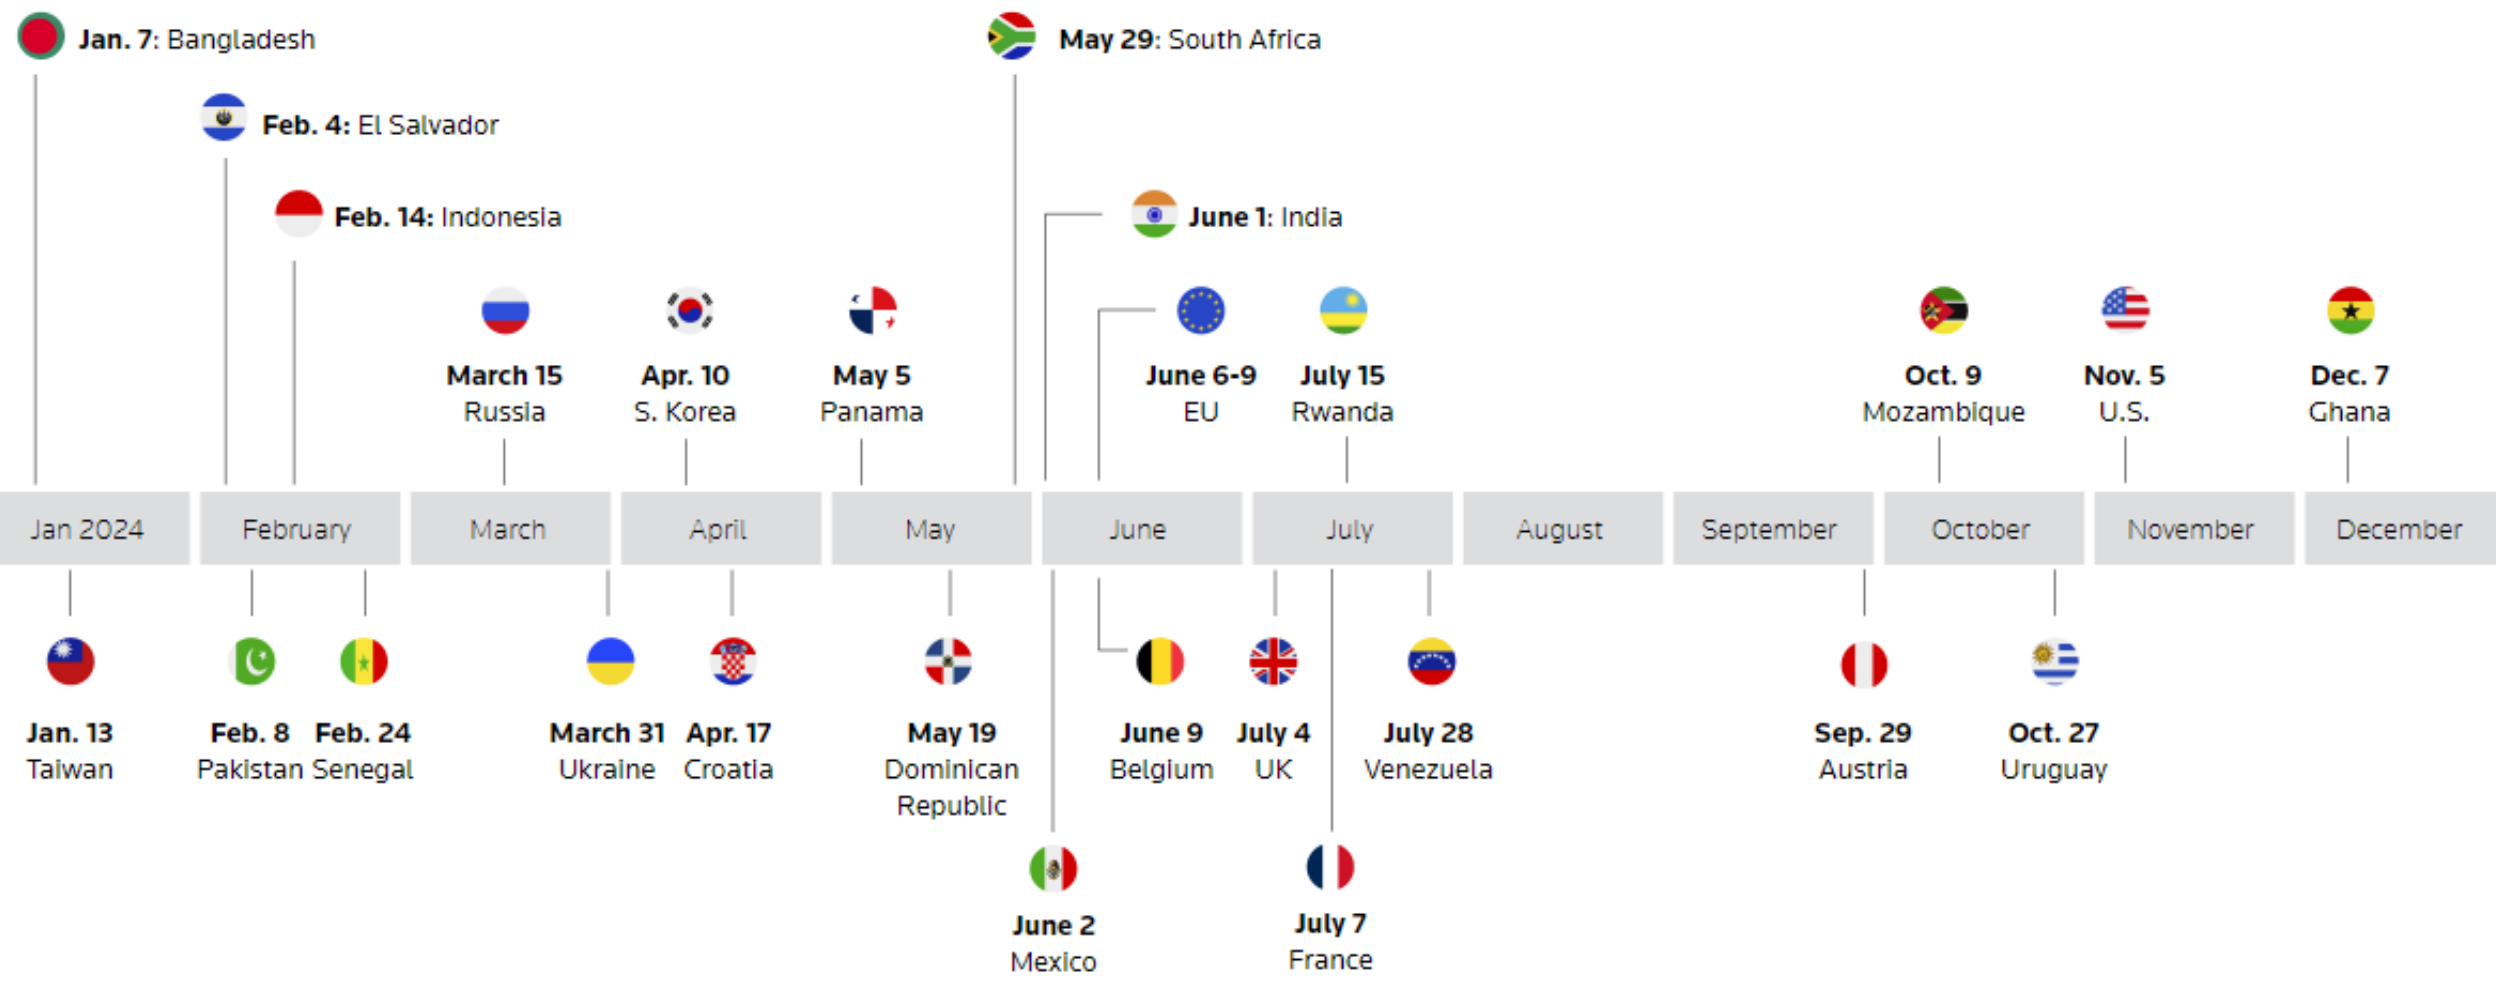 Jan. 7: Bangladesh
May 29: South Africa
Feb. 4: El Salvador
Feb. 14: Indonesia
June 1: India
March 15
Russia
Apr. 10
S. Korea
May 5
Panama
June 6-9
EU
July 15
Rwanda
Oct. 9
Mozambique
Nov. 5
U.S.
Dec. 7
Ghana
Jan 2024
February
March
April
May
June
July
August
September
October
November
December
Jan. 13
Taiwan
Feb. 8
Pakistan
Feb. 24
Senegal
March 31
Ukraine
Apr. 17
Croatia
May 19
Dominican
Republic
June 9
Belgium
July 4
UK
July 28
Venezuela
Sep. 29
Austria
Oct. 27
Uruguay
June 2
Mexico
July 7
France